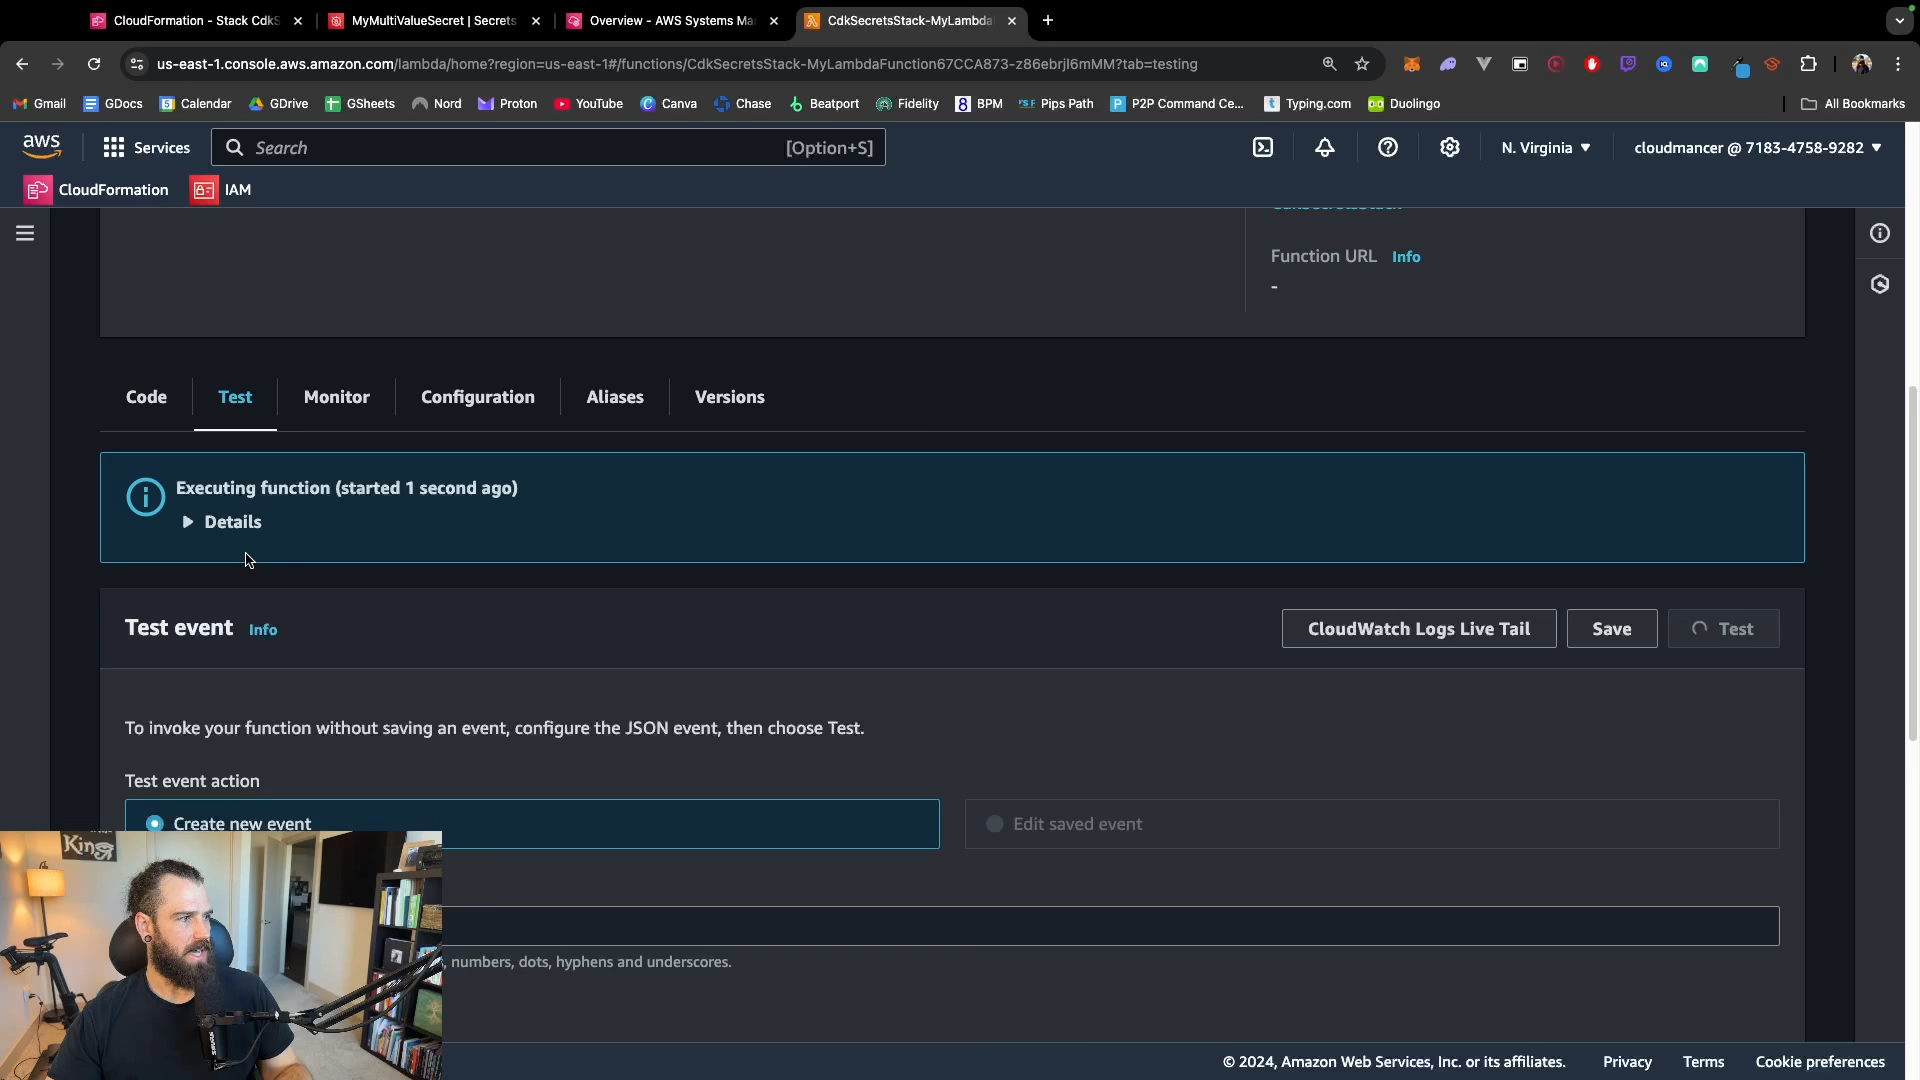 CloudFormation - Stack CdkS
MyMultiValueSecret | Secrets
Overview - AWS Systems Ma
CdkSecretsStack-MyLambda
us-east-1.console.aws.amazon.com/lambda/home?region=us-east-1#/functions/CdkSecretsStack-MyLambdaFunction67CCA873-z86ebrjl6mMM?tab=testing
Gmail
GDocs
Calendar
GDrive
GSheets
Nord
Proton
YouTube
Canva
Chase
Beatport
Fidelity
BPM
Pips Path
P2P Command Ce...
Typing.com
Duolingo
All Bookmarks
aws
Services
Search
[Option+S]
N. Virginia
cloudmancer @ 7183-4758-9282
CloudFormation
IAM
Function URL Info
-
Code
Test
Monitor
Configuration
Aliases
Versions
Executing function (started 1 second ago)
Details
Test event Info
CloudWatch Logs Live Tail
Save
Test
To invoke your function without saving an event, configure the JSON event, then choose Test.
Test event action
Create new event
Edit saved event
King
, numbers, dots, hyphens and underscores.
© 2024, Amazon Web Services, Inc. or its affiliates.
Privacy
Terms
Cookie preferences